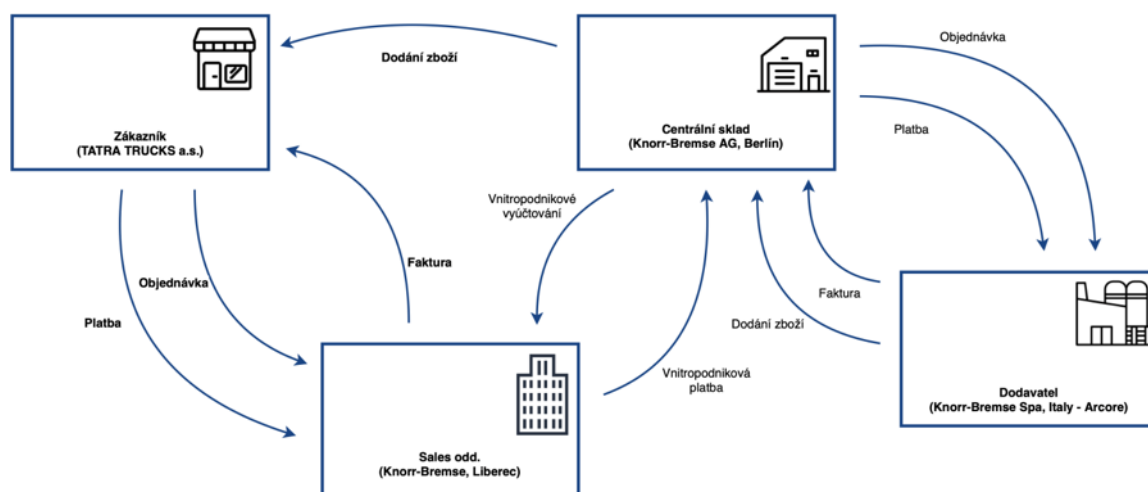 Dodání zboží
Objednávka
Zákazník
(TATRA TRUCKS a.s.)
Centrální sklad
(Knorr-Bremse AG, Berlín)
Platba
Vnitropodnikové
vyúčtování
Faktura
Objednávka
Platba
Faktura
Dodání zboží
Vnitropodniková
platba
Dodavatel
(Knorr-Bremse Spa, Italy - Arcore)
Sales odd.
(Knorr-Bremse, Liberec)